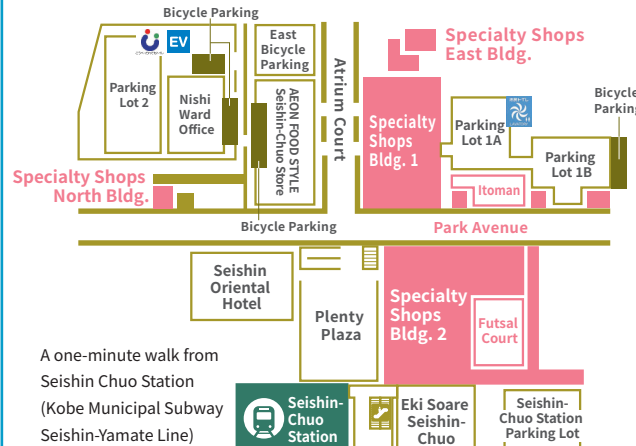 Bicycle Parking
EV
East
Bicycle
Parking
Specialty Shops
East Bldg.
Parking
Lot 2
Nishi
Ward
Office
AEON FOOD STYLE
Seishin-Chuo Store
Atrium Court
Specialty
Shops
Bldg. 1
Parking
Lot 1A
Bicycle
Parking
Parking
Lot 1B
Itoman
Specialty Shops
North Bldg.
Bicycle Parking
Park Avenue
Seishin
Oriental
Hotel
Plenty
Plaza
Specialty
Shops
Bldg. 2
Futsal
Court
A one-minute walk from
Seishin Chuo Station
(Kobe Municipal Subway
Seishin-Yamate Line)
Seishin-
Chuo
Station
Eki Soare
Seishin-
Chuo
Seishin-
Chuo Station
Parking Lot